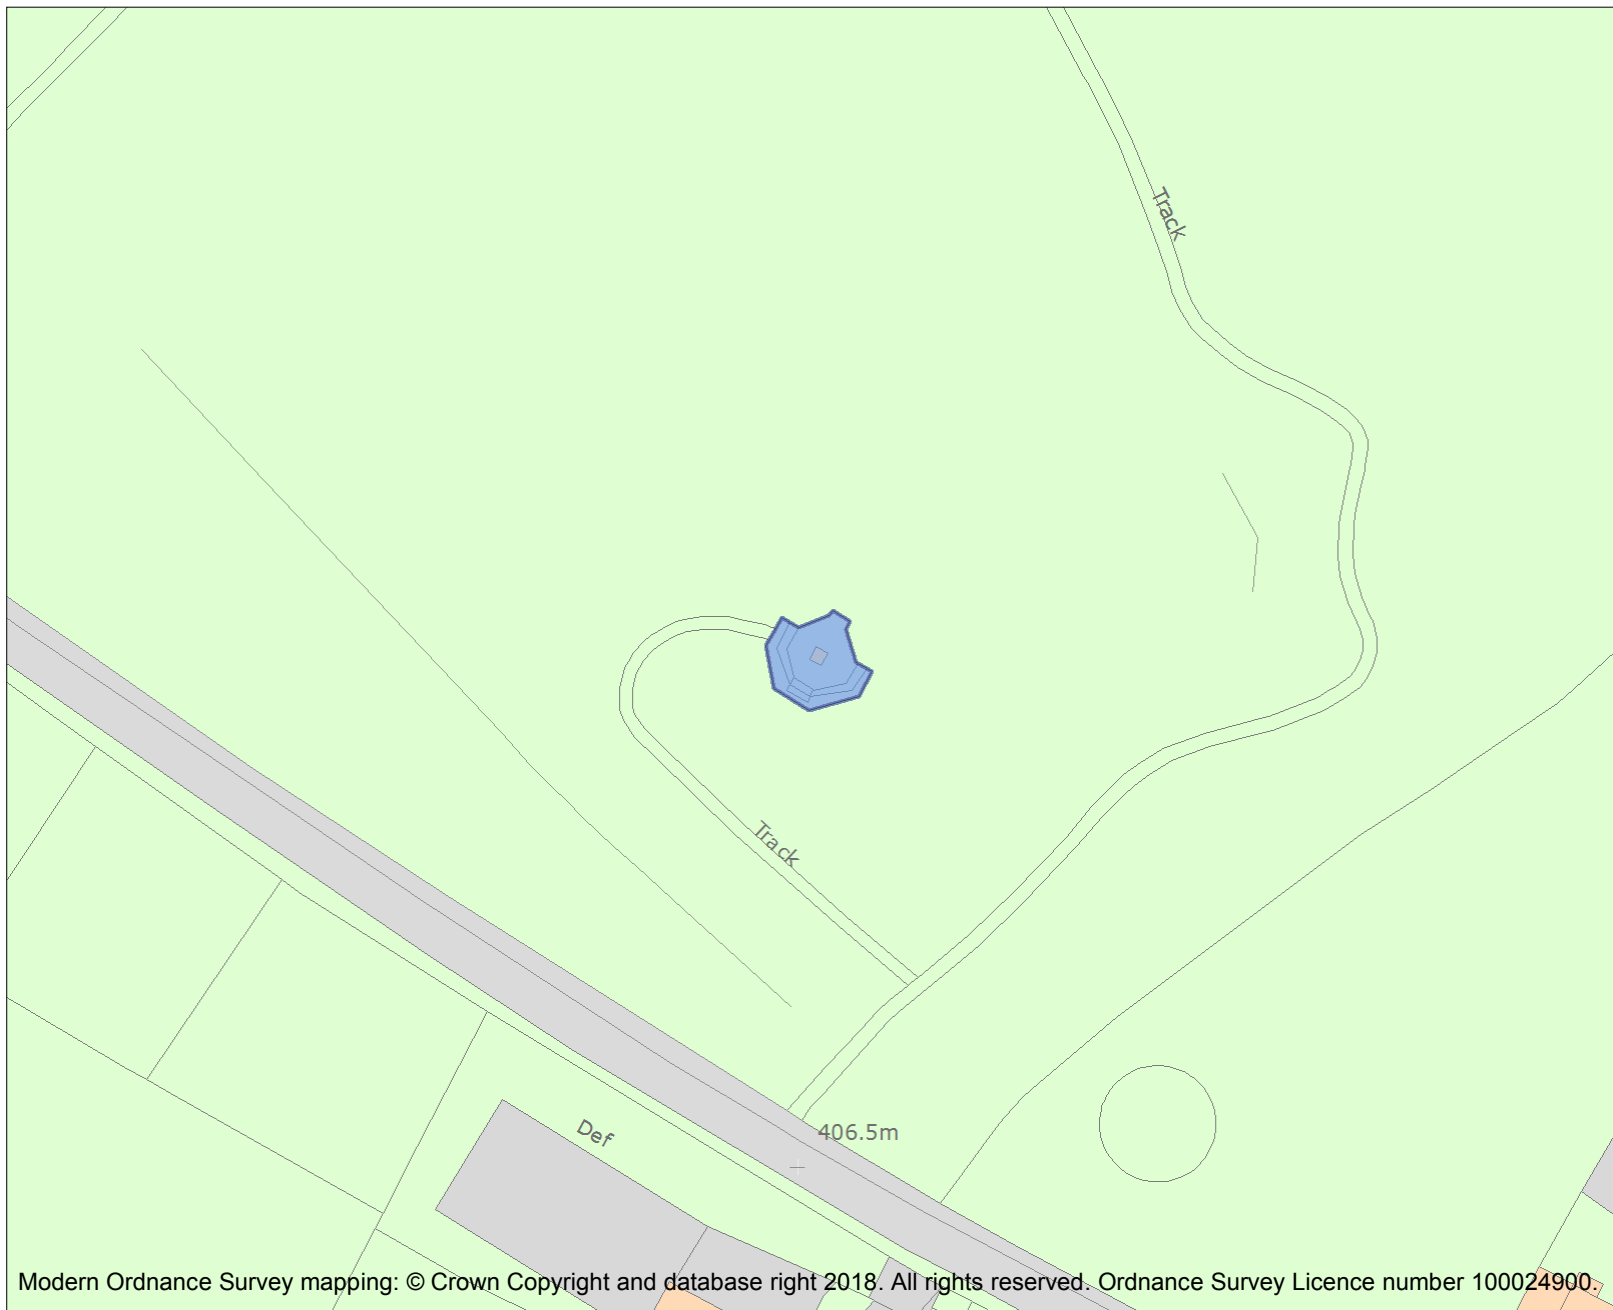 Track
Track
Def
406.5m
Modern Ordnance Survey mapping: © Crown Copyright and database right 2018. All rights reserved. Ordnance Survey Licence number 100024900.